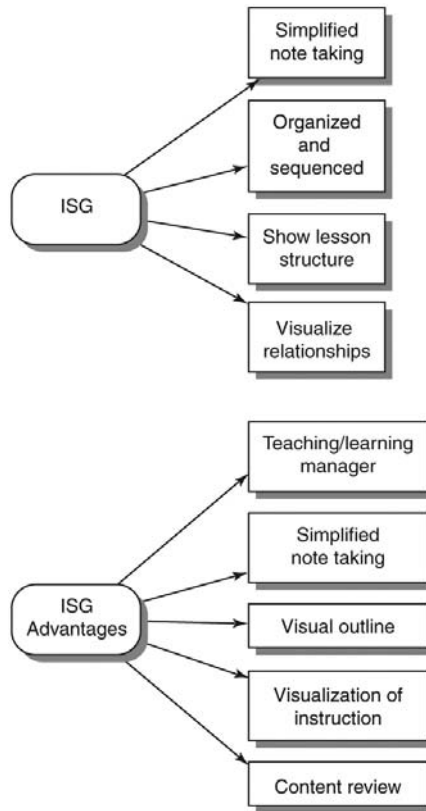 Simplified
note taking
Organized
and
sequenced
ISG
Show lesson
structure
Visualize
relationships
Teaching/learning
manager
Simplified
note taking
ISG
Advantages
Visual outline
Visualization of
instruction
Content review